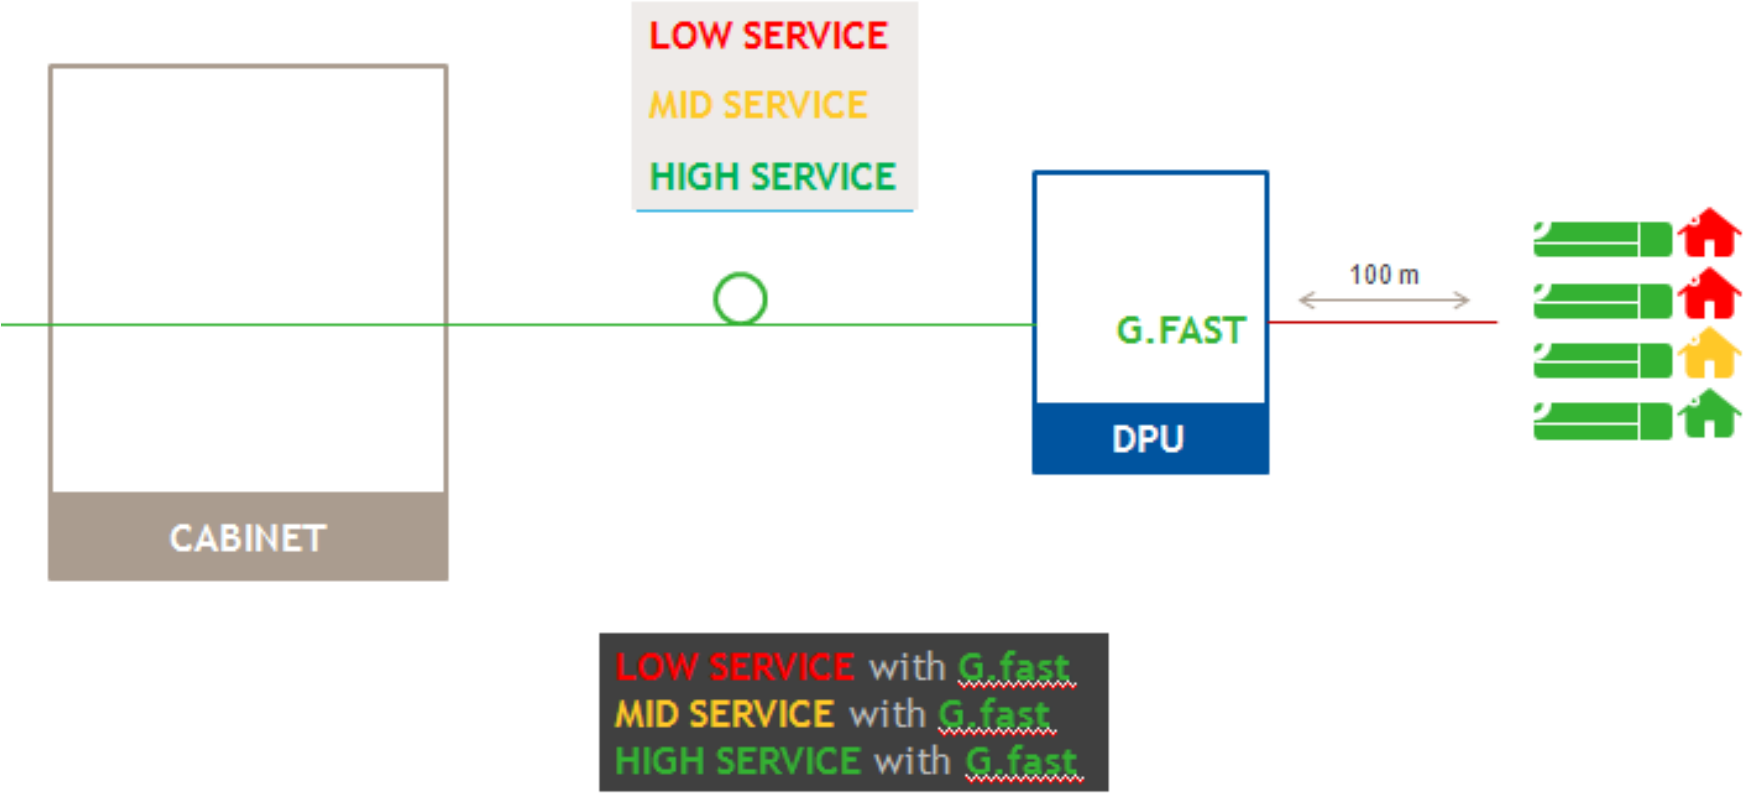 LOW SERVICE
MID SERVICE
HIGH SERVICE
100 m
G.FAST
DPU
CABINET
LOW SERVICE with G.fast
MID SERVICE with G.fast
HIGH SERVICE with G.fast